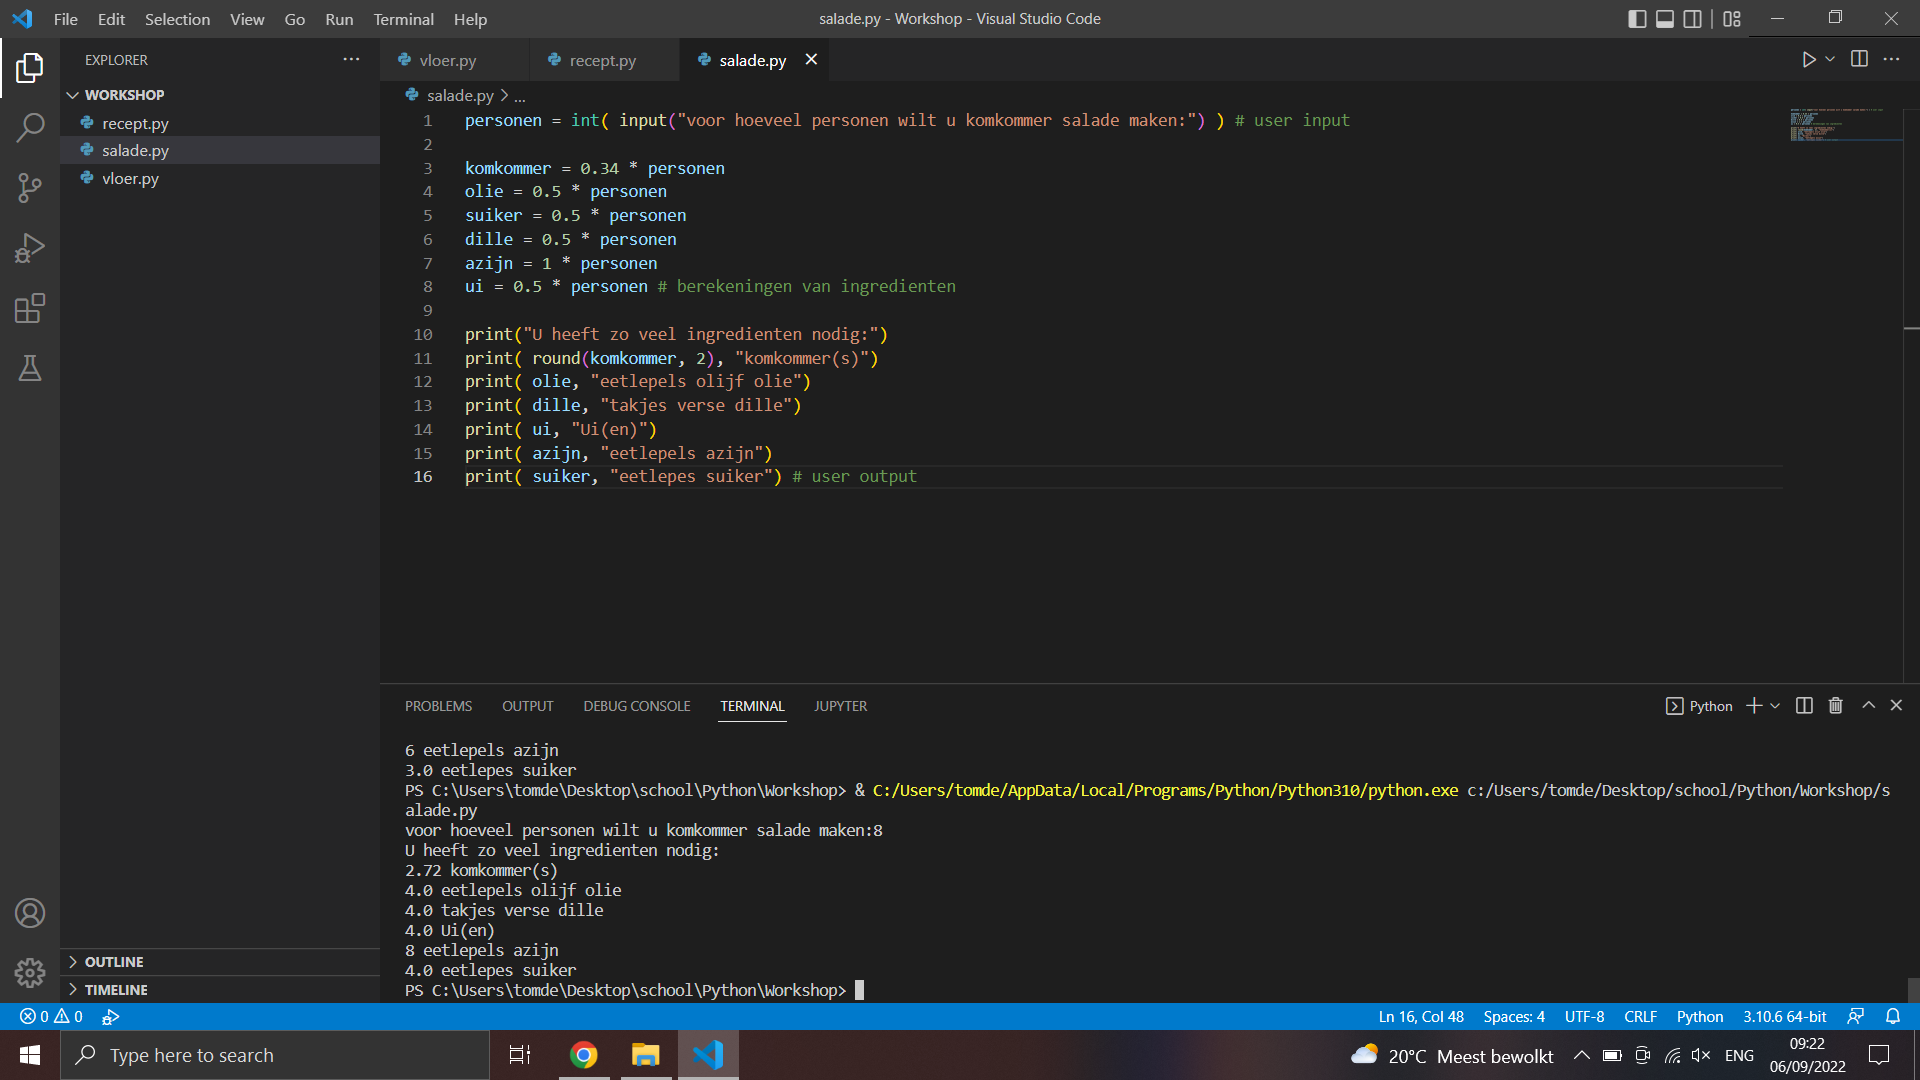 File Edit Selection View Go Run Terminal Help
salade.py - Workshop - Visual Studio Code
EXPLORER
WORKSHOP
recept.py
salade.py
vloer.py
OUTLINE
TIMELINE
vloer.py recept.py salade.py
salade.py > ...
1 personen = int( input("voor hoeveel personen wilt u komkommer salade maken:") ) # user input
2
3 komkommer = 0.34 * personen
4 olie = 0.5 * personen
5 suiker = 0.5 * personen
6 dille = 0.5 * personen
7 azijn = 1 * personen
8 ui = 0.5 * personen # berekeningen van ingredienten
9
10 print("U heeft zo veel ingredienten nodig:")
11 print( round(komkommer, 2), "komkommer(s)")
12 print( olie, "eetlepels olijf olie")
13 print( dille, "takjes verse dille")
14 print( ui, "Ui(en)")
15 print( azijn, "eetlepels azijn")
16 print( suiker, "eetlepes suiker") # user output
PROBLEMS OUTPUT DEBUG CONSOLE TERMINAL JUPYTER
Python
6 eetlepels azijn
3.0 eetlepes suiker
PS C:\Users\tomde\Desktop\school\Python\Workshop> & C:/Users/tomde/AppData/Local/Programs/Python/Python310/python.exe c:/Users/tomde/Desktop/school/Python/Workshop/s
alade.py
voor hoeveel personen wilt u komkommer salade maken:8
U heeft zo veel ingredienten nodig:
2.72 komkommer(s)
4.0 eetlepels olijf olie
4.0 takjes verse dille
4.0 Ui(en)
8 eetlepels azijn
4.0 eetlepes suiker
PS C:\Users\tomde\Desktop\school\Python\Workshop>
0 0
Ln 16, Col 48 Spaces: 4 UTF-8 CRLF Python 3.10.6 64-bit
Type here to search
20°C Meest bewolkt
ENG
09:22
06/09/2022